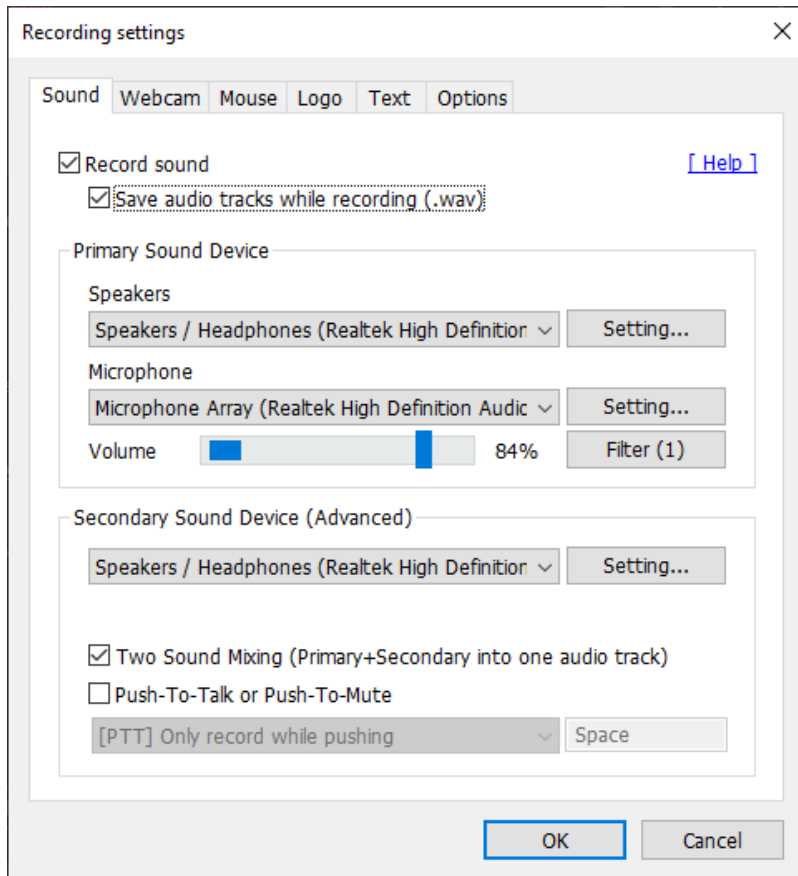 Recording settings
Sound Webcam Mouse Logo Text Options
Record sound
[ Help ]
Save audio tracks while recording (.wav)
Primary Sound Device
Speakers
Speakers / Headphones (Realtek High Definition
Setting...
Microphone
Microphone Array (Realtek High Definition Audic
Setting...
Volume
84%
Filter (1)
Secondary Sound Device (Advanced)
Speakers / Headphones (Realtek High Definition
Setting...
Two Sound Mixing (Primary+Secondary into one audio track)
Push-To-Talk or Push-To-Mute
[PTT] Only record while pushing
Space
OK
Cancel